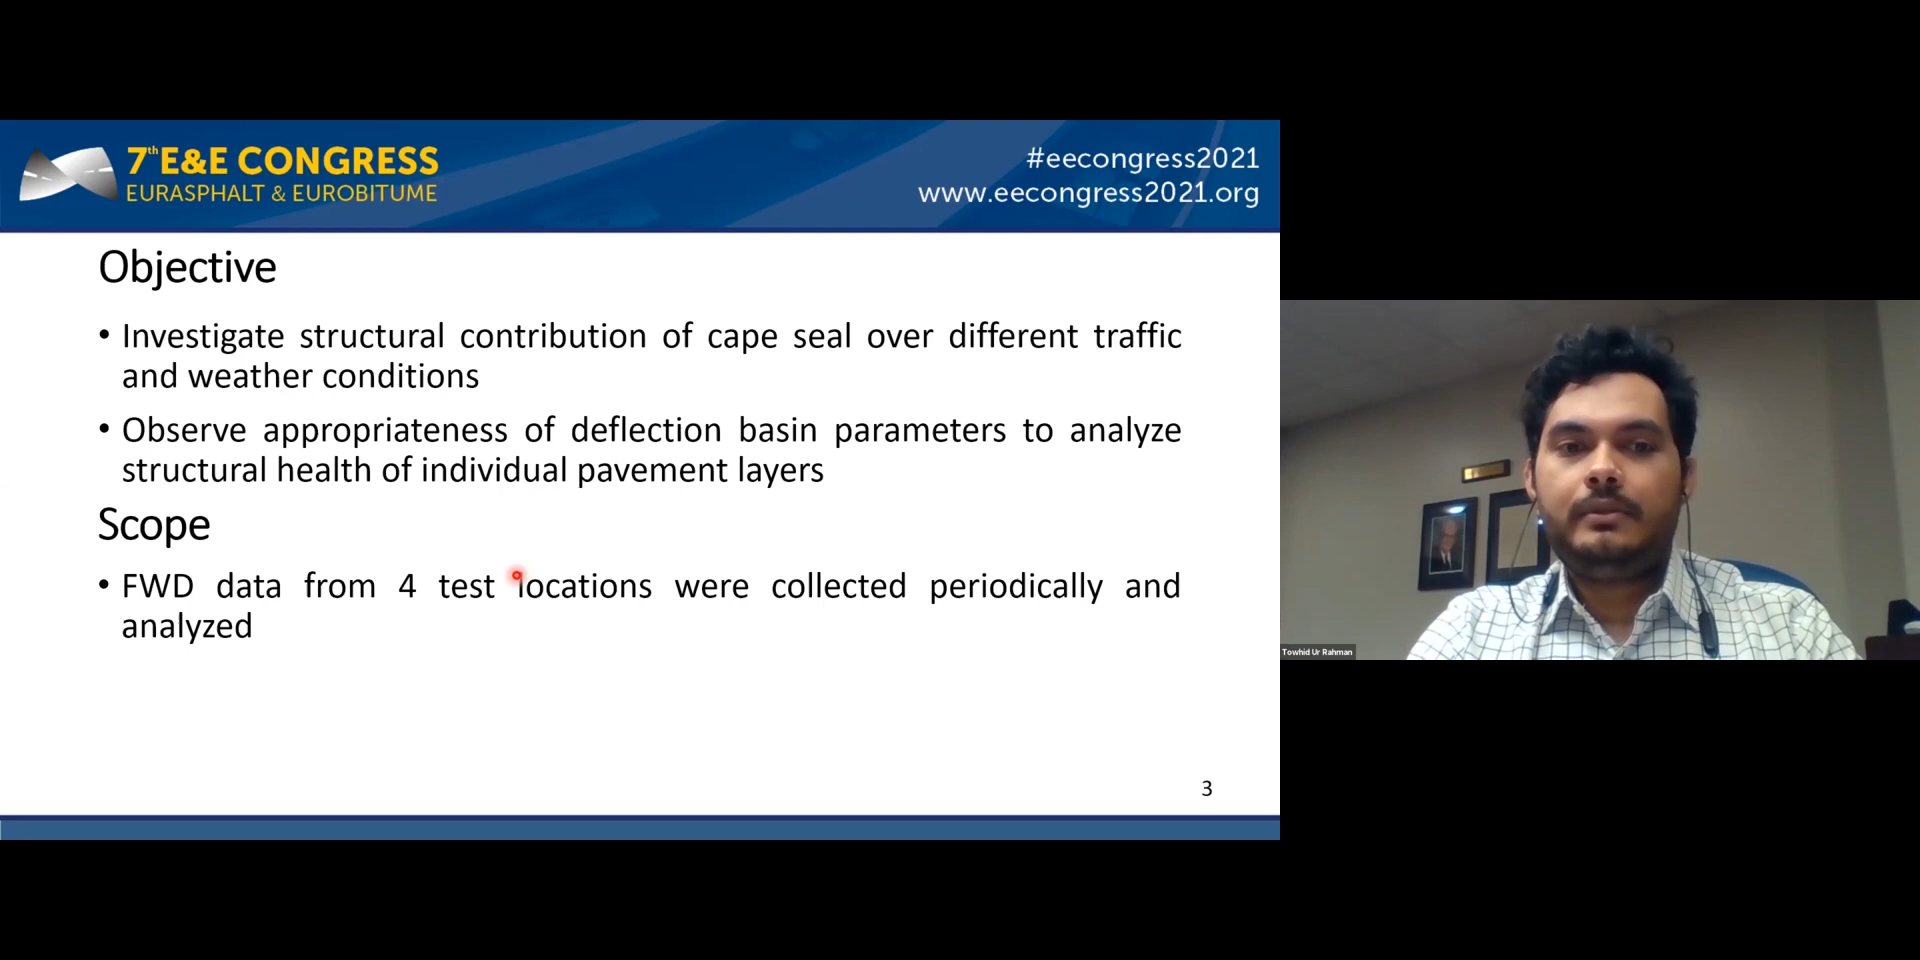 7th E&E CONGRESS
EURASPHALT & EUROBITUME
#eecongress2021
www.eecongress2021.org
Objective
• Investigate structural contribution of cape seal over different traffic
and weather conditions
• Observe appropriateness of deflection basin parameters to analyze
structural health of individual pavement layers
Scope
• FWD data from 4 test locations were collected periodically and
analyzed
3
Towhid Ur Rahman